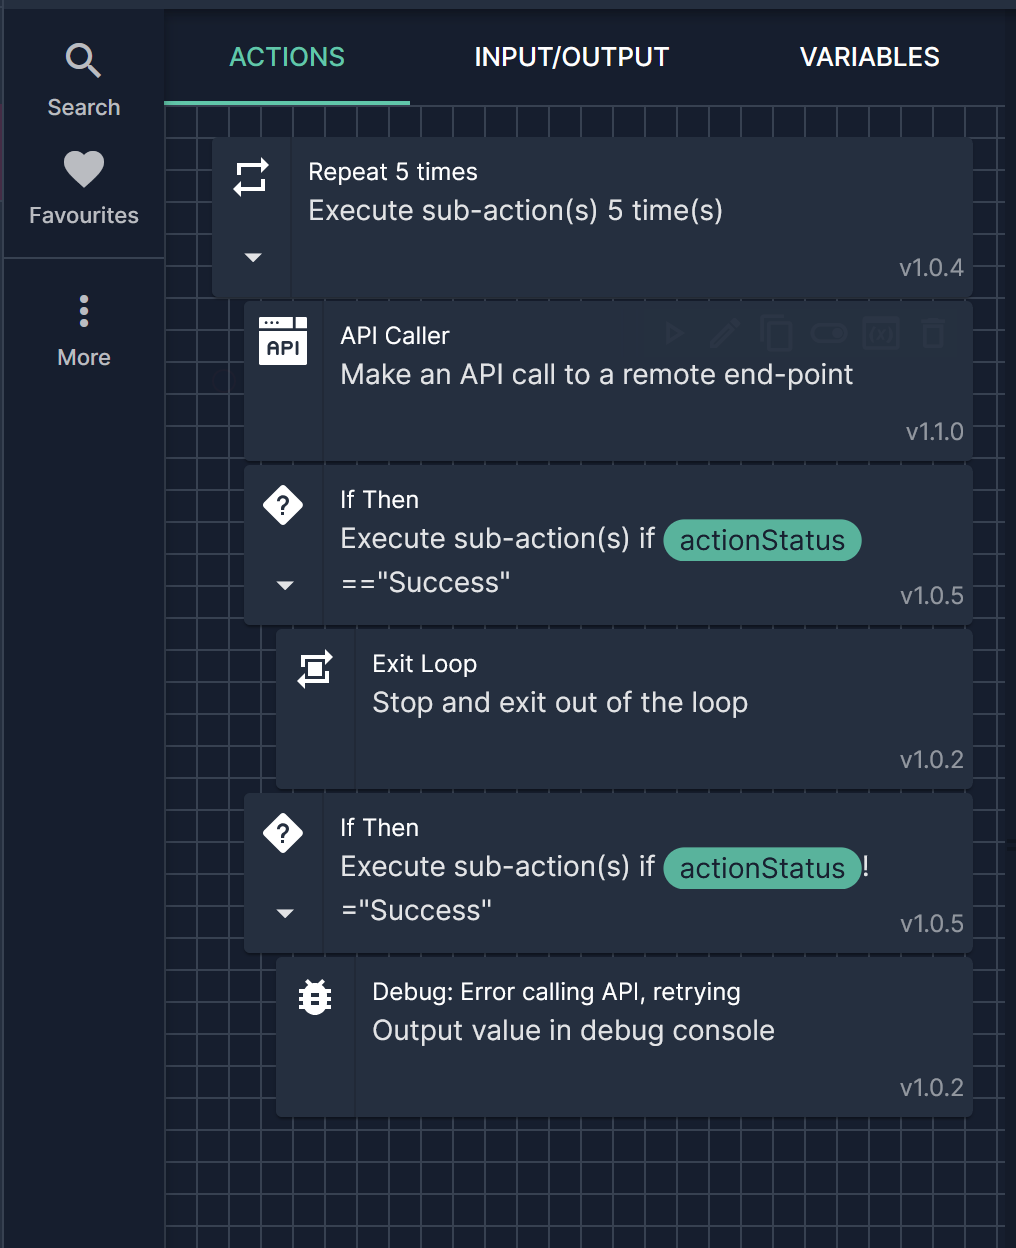 ACTIONS
INPUT/OUTPUT
VARIABLES
Search
Favourites
More
Repeat 5 times
Execute sub-action(s) 5 time(s)
v1.0.4
API
API Caller
Make an API call to a remote end-point
v1.1.0
?
If Then
Execute sub-action(s) if actionStatus
=="Success"
v1.0.5
Exit Loop
Stop and exit out of the loop
v1.0.2
?
If Then
Execute sub-action(s) if actionStatus!
="Success"
v1.0.5
Debug: Error calling API, retrying
Output value in debug console
v1.0.2